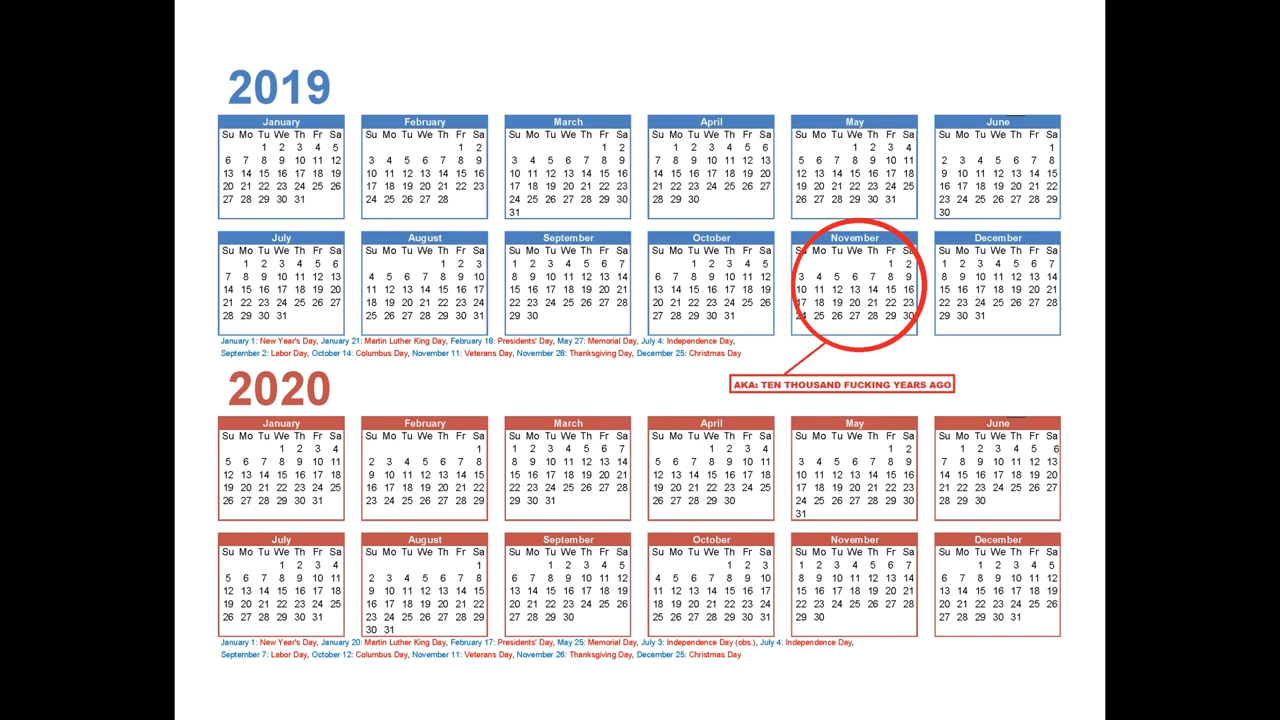 2019
January February March April May June
Su Mo Tu We Th Fr Sa Su Mo Tu We Th Fr Sa Su Mo Tu We Th Fr Sa Su Mo Tu We Th Fr Sa Su Mo Tu We Th Fr Sa Su Mo Tu We Th Fr Sa
1 2 3 4 5 1 2 1 2 1 2 3 4 5 6 1 2 3 4 1
6 7 8 9 10 11 12 3 4 5 6 7 8 9 3 4 5 6 7 8 9 7 8 9 10 11 12 13 5 6 7 8 9 10 11 2 3 4 5 6 7 8
13 14 15 16 17 18 19 10 11 12 13 14 15 16 10 11 12 13 14 15 16 14 15 16 17 18 19 20 12 13 14 15 16 17 18 9 10 11 12 13 14 15
20 21 22 23 24 25 26 17 18 19 20 21 22 23 17 18 19 20 21 22 23 21 22 23 24 25 26 27 19 20 21 22 23 24 25 16 17 18 19 20 21 22
27 28 29 30 31 24 25 26 27 28 24 25 26 27 28 29 30 28 29 30 26 27 28 29 30 31 23 24 25 26 27 28 29
31 30
July August September October November December
Su Mo Tu We Th Fr Sa Su Mo Tu We Th Fr Sa Su Mo Tu We Th Fr Sa Su Mo Tu We Th Fr Sa Su Mo Tu We Th Fr Sa Su Mo Tu We Th Fr Sa
1 2 3 4 5 6 1 2 3 1 2 3 4 5 6 7 1 2 3 4 5 1 2 1 2 3 4 5 6 7
7 8 9 10 11 12 13 4 5 6 7 8 9 10 8 9 10 11 12 13 14 6 7 8 9 10 11 12 3 4 5 6 7 8 9 8 9 10 11 12 13 14
14 15 16 17 18 19 20 11 12 13 14 15 16 17 15 16 17 18 19 20 21 13 14 15 16 17 18 19 10 11 12 13 14 15 16 15 16 17 18 19 20 21
21 22 23 24 25 26 27 18 19 20 21 22 23 24 22 23 24 25 26 27 28 20 21 22 23 24 25 26 17 18 19 20 21 22 23 22 23 24 25 26 27 28
28 29 30 31 25 26 27 28 29 30 31 29 30 27 28 29 30 31 24 25 26 27 28 29 30 29 30 31
January 1: New Year's Day, January 21: Martin Luther King Day, February 18: Presidents' Day, May 27: Memorial Day, July 4: Independence Day,
September 2: Labor Day, October 14: Columbus Day, November 11: Veterans Day, November 28: Thanksgiving Day, December 25: Christmas Day
AKA: TEN THOUSAND FUCKING YEARS AGO
2020
January February March April May June
Su Mo Tu We Th Fr Sa Su Mo Tu We Th Fr Sa Su Mo Tu We Th Fr Sa Su Mo Tu We Th Fr Sa Su Mo Tu We Th Fr Sa Su Mo Tu We Th Fr Sa
1 2 3 4 1 1 2 3 4 5 6 7 1 2 3 4 1 2 1 2 3 4 5 6
5 6 7 8 9 10 11 2 3 4 5 6 7 8 8 9 10 11 12 13 14 5 6 7 8 9 10 11 3 4 5 6 7 8 9 7 8 9 10 11 12 13
12 13 14 15 16 17 18 9 10 11 12 13 14 15 15 16 17 18 19 20 21 12 13 14 15 16 17 18 10 11 12 13 14 15 16 14 15 16 17 18 19 20
19 20 21 22 23 24 25 16 17 18 19 20 21 22 22 23 24 25 26 27 28 19 20 21 22 23 24 25 17 18 19 20 21 22 23 21 22 23 24 25 26 27
26 27 28 29 30 31 23 24 25 26 27 28 29 29 30 31 26 27 28 29 30 24 25 26 27 28 29 30 28 29 30
31
July August September October November December
Su Mo Tu We Th Fr Sa Su Mo Tu We Th Fr Sa Su Mo Tu We Th Fr Sa Su Mo Tu We Th Fr Sa Su Mo Tu We Th Fr Sa Su Mo Tu We Th Fr Sa
1 2 3 4 1 1 2 3 4 5 1 2 3 1 2 3 4 5 6 7 1 2 3 4 5
5 6 7 8 9 10 11 2 3 4 5 6 7 8 6 7 8 9 10 11 12 4 5 6 7 8 9 10 8 9 10 11 12 13 14 6 7 8 9 10 11 12
12 13 14 15 16 17 18 9 10 11 12 13 14 15 13 14 15 16 17 18 19 11 12 13 14 15 16 17 15 16 17 18 19 20 21 13 14 15 16 17 18 19
19 20 21 22 23 24 25 16 17 18 19 20 21 22 20 21 22 23 24 25 26 18 19 20 21 22 23 24 22 23 24 25 26 27 28 20 21 22 23 24 25 26
26 27 28 29 30 31 23 24 25 26 27 28 29 27 28 29 30 25 26 27 28 29 30 31 29 30 27 28 29 30 31
30 31
January 1: New Year's Day, January 20: Martin Luther King Day, February 17: Presidents' Day, May 25: Memorial Day, July 3: Independence Day (obs.), July 4: Independence Day,
September 7: Labor Day, October 12: Columbus Day, November 11: Veterans Day, November 26: Thanksgiving Day, December 25: Christmas Day